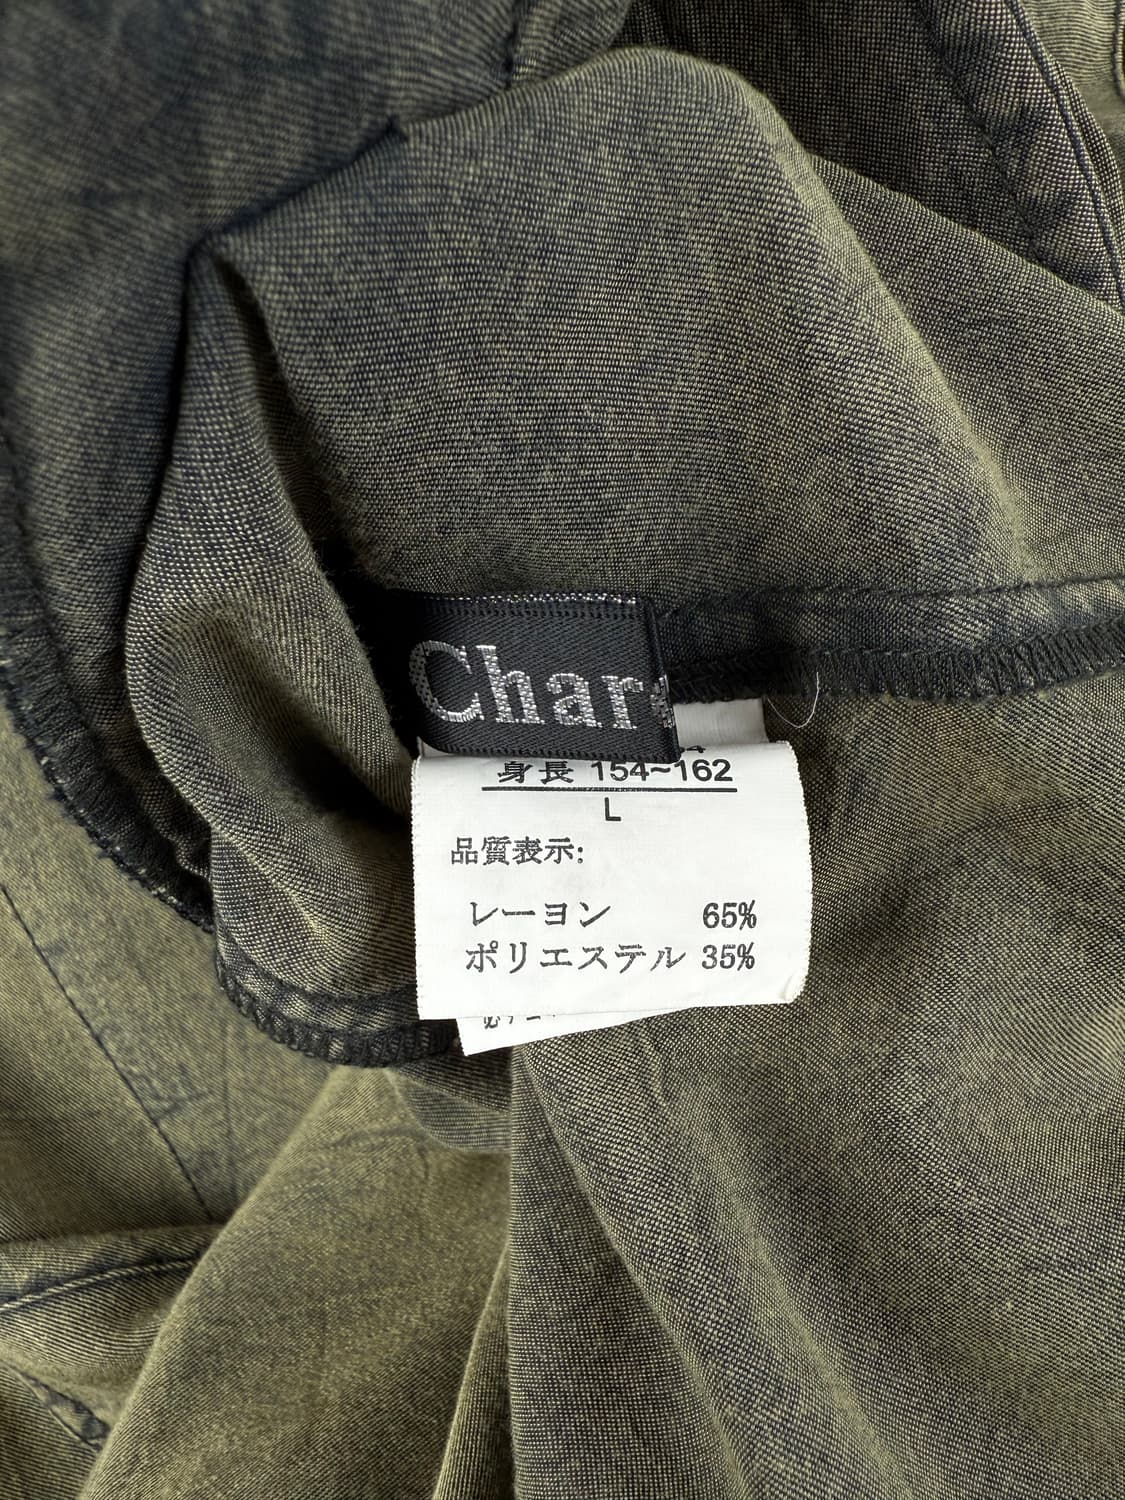 Char
身長 154~162
L
品質表示:
レーヨン 65%
ポリエステル 35%